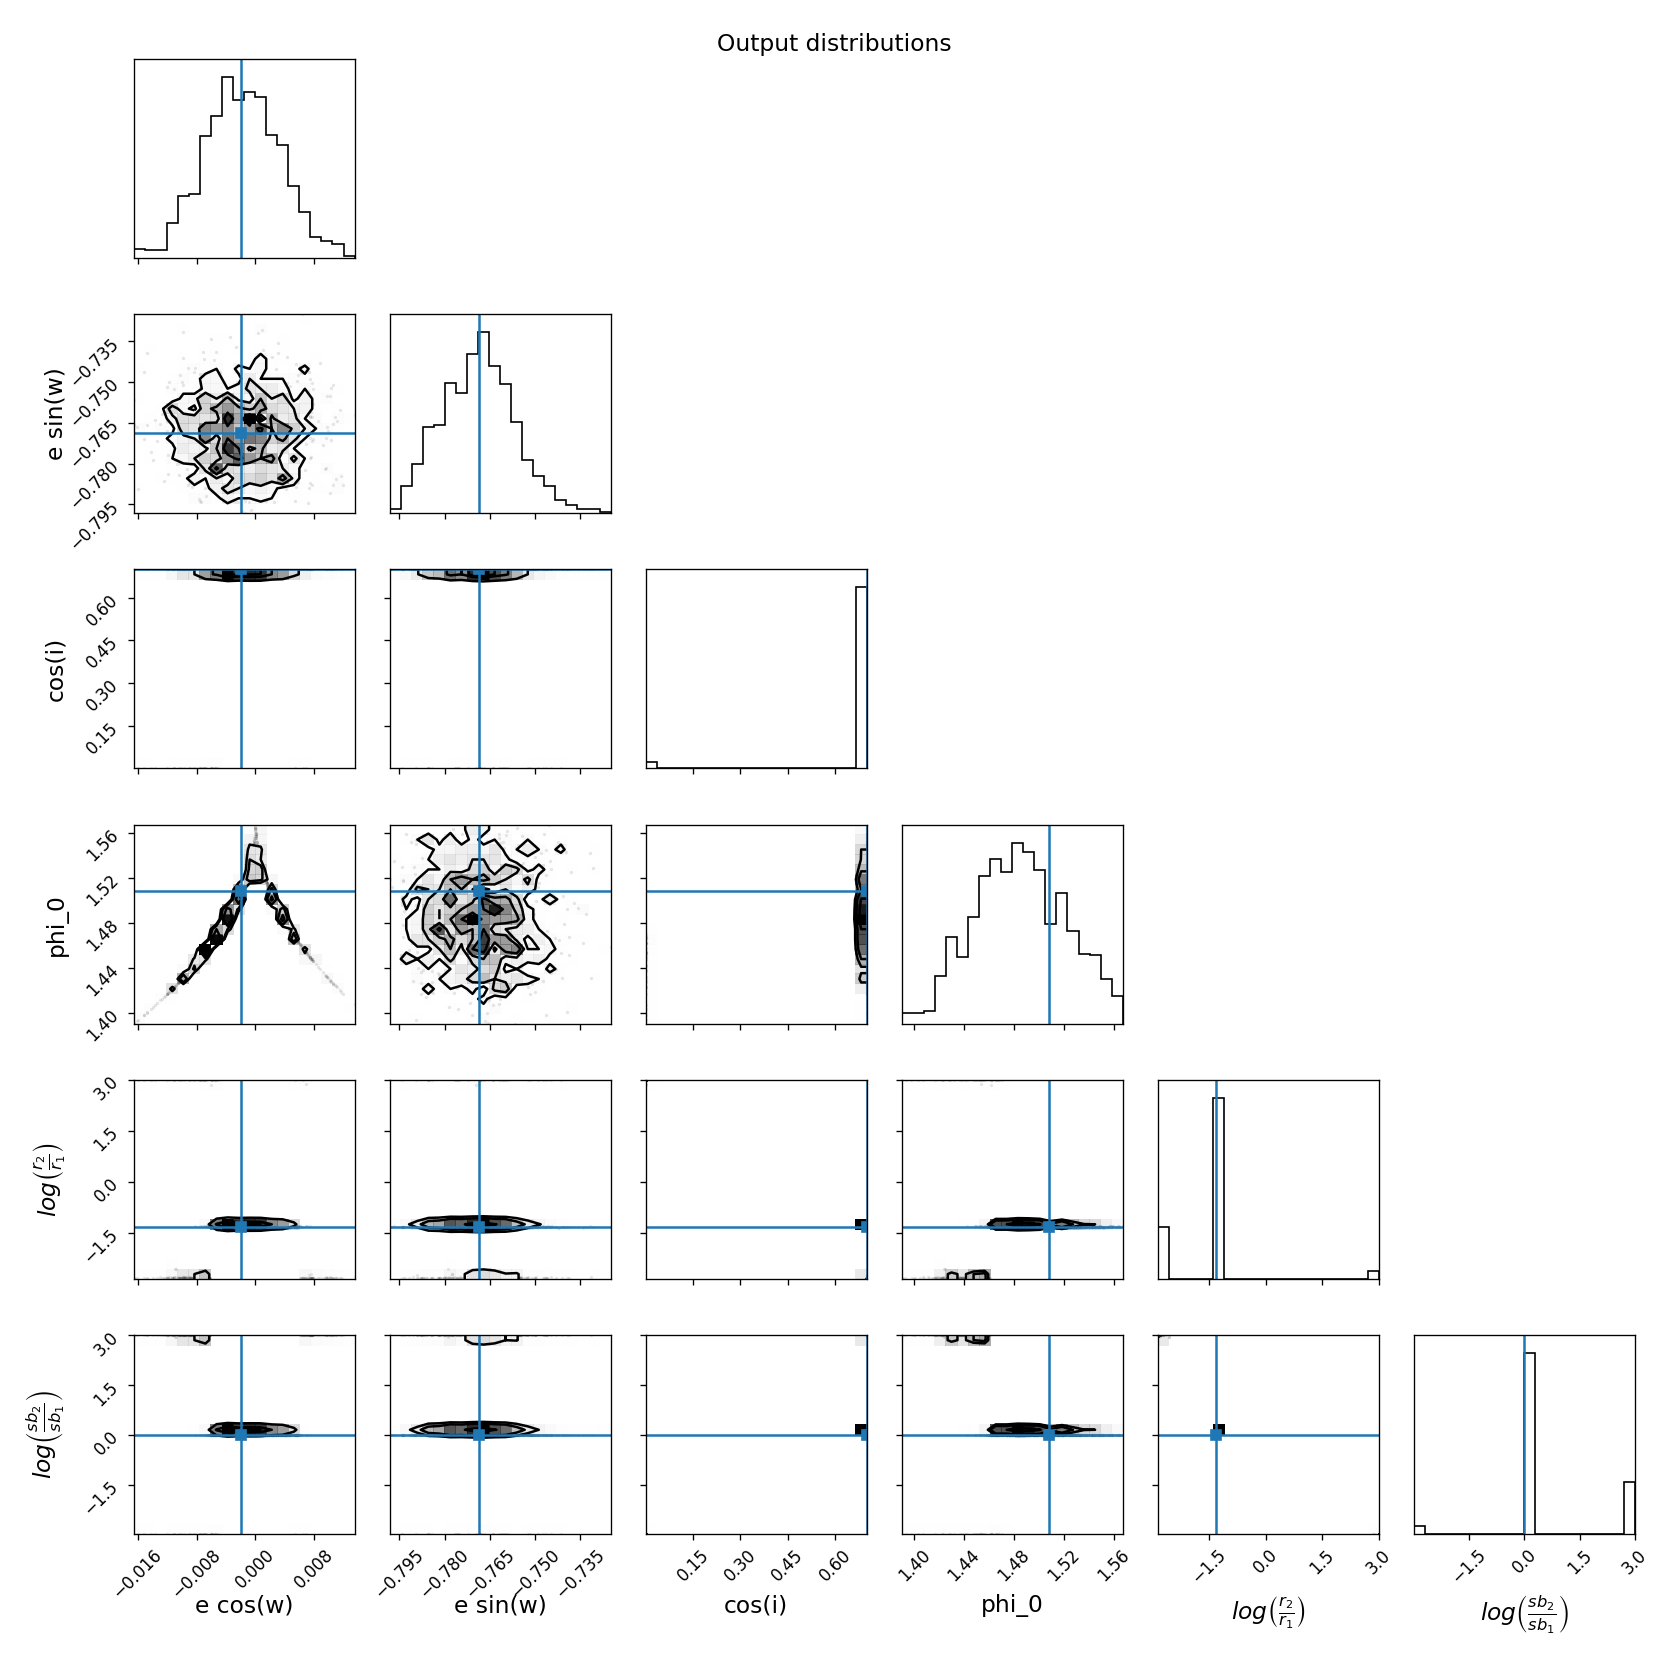 Output distributions
e sin(w)
−0.735
−0.750
−0.765
−0.780
−0.795
cos(i)
0.60
0.45
0.30
0.15
phi_0
1.56
1.52
1.48
1.44
1.40
log(r₂/r₁)
3.0
1.5
0.0
−1.5
log(sb₂/sb₁)
3.0
1.5
0.0
−1.5
−0.016 −0.008 0.000 0.008
−0.795 −0.780 −0.765 −0.750 −0.735
0.15 0.30 0.45 0.60
1.40 1.44 1.48 1.52 1.56
−1.5 0.0 1.5 3.0
−1.5 0.0 1.5 3.0
e cos(w) e sin(w) cos(i) phi_0 log(r₂/r₁) log(sb₂/sb₁)